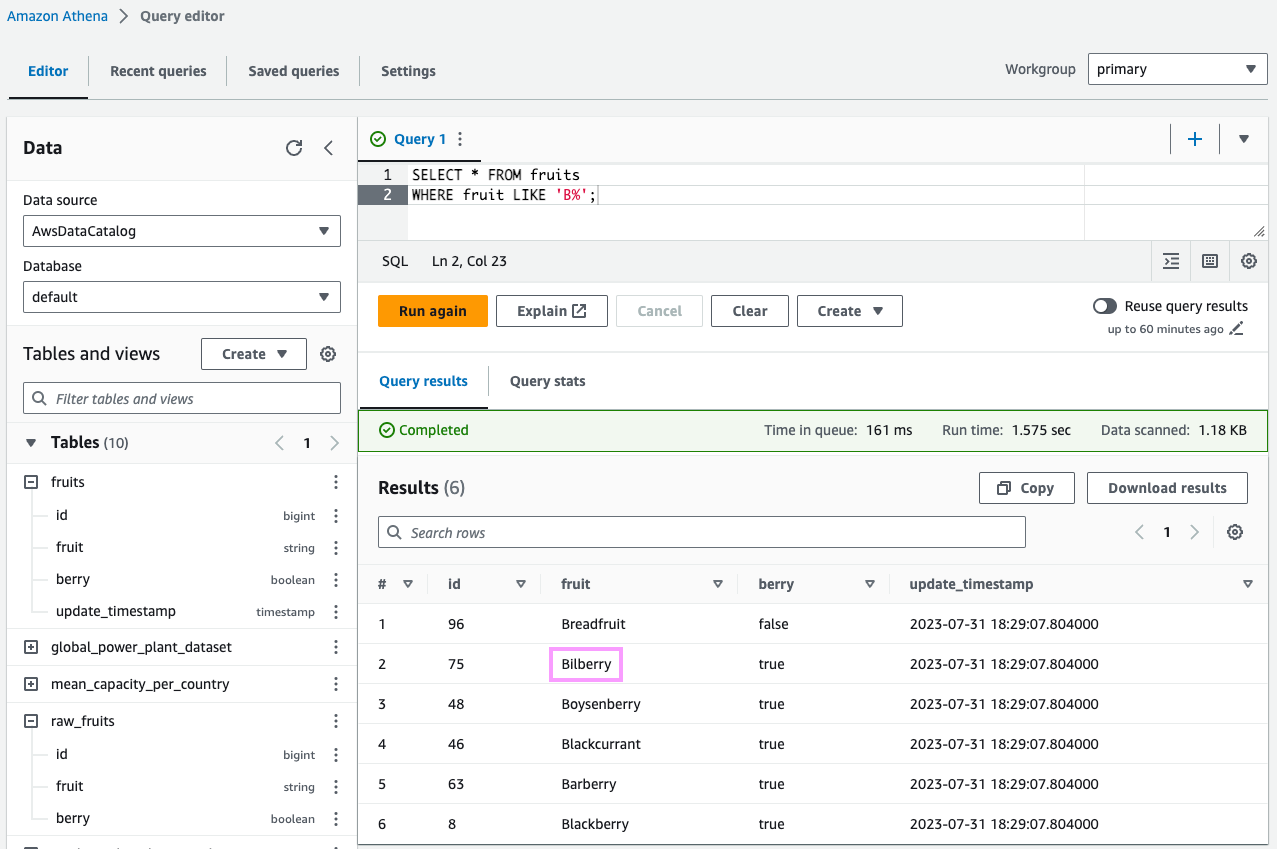 Amazon Athena > Query editor
Editor Recent queries Saved queries Settings
Workgroup primary
Data
Data source
AwsDataCatalog
Database
default
Tables and views Create
Filter tables and views
Tables (10) 1
fruits
id bigint
fruit string
berry boolean
update_timestamp timestamp
global_power_plant_dataset
mean_capacity_per_country
raw_fruits
id bigint
fruit string
berry boolean
Query 1
1 SELECT * FROM fruits
2 WHERE fruit LIKE 'B%';
SQL Ln 2, Col 23
Run again Explain Cancel Clear Create
Reuse query results
up to 60 minutes ago
Query results Query stats
Completed Time in queue: 161 ms Run time: 1.575 sec Data scanned: 1.18 KB
Results (6) Copy Download results
Search rows 1
# id fruit berry update_timestamp
1 96 Breadfruit false 2023-07-31 18:29:07.804000
2 75 Bilberry true 2023-07-31 18:29:07.804000
3 48 Boysenberry true 2023-07-31 18:29:07.804000
4 46 Blackcurrant true 2023-07-31 18:29:07.804000
5 63 Barberry true 2023-07-31 18:29:07.804000
6 8 Blackberry true 2023-07-31 18:29:07.804000